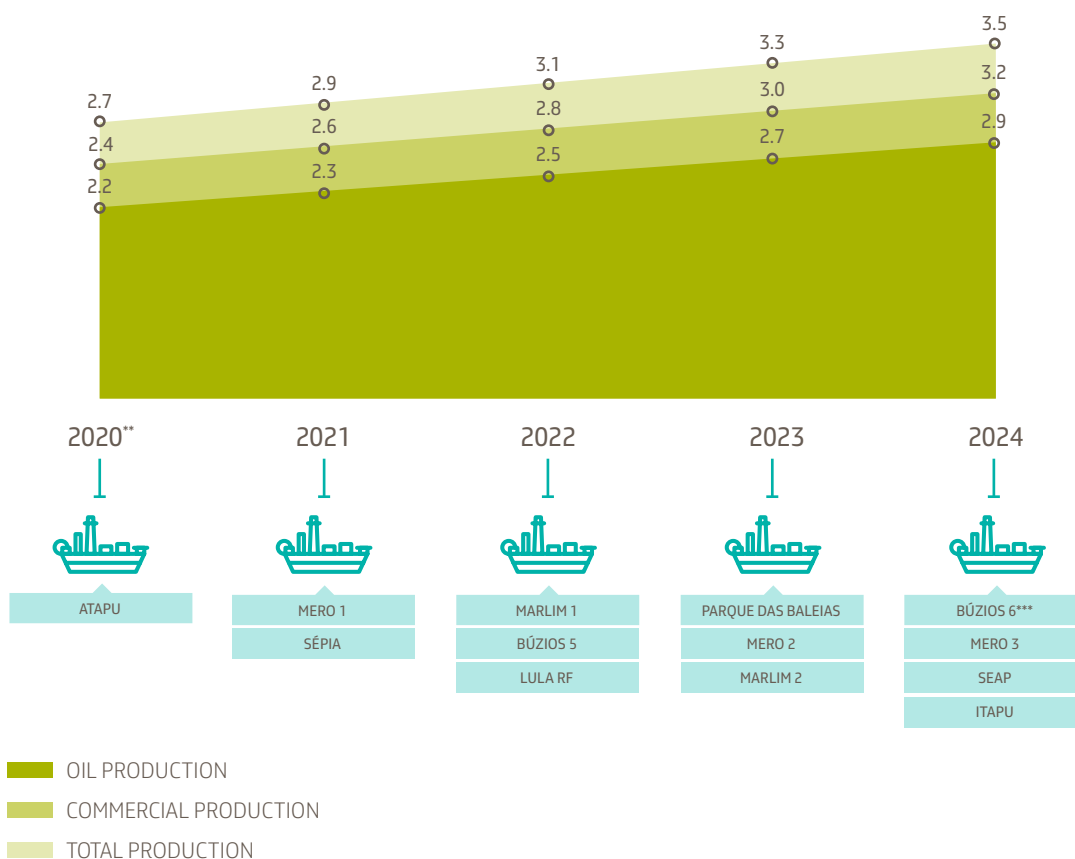 2.7
2.9
3.1
3.3
3.5
2.4
2.6
2.8
3.0
3.2
2.2
2.3
2.5
2.7
2.9
2020**
2021
2022
2023
2024
ATAPU
MERO 1
SÉPIA
MARLIM 1
BÚZIOS 5
LULA RF
PARQUE DAS BALEIAS
MERO 2
MARLIM 2
BÚZIOS 6***
MERO 3
SEAP
ITAPU
OIL PRODUCTION
COMMERCIAL PRODUCTION
TOTAL PRODUCTION